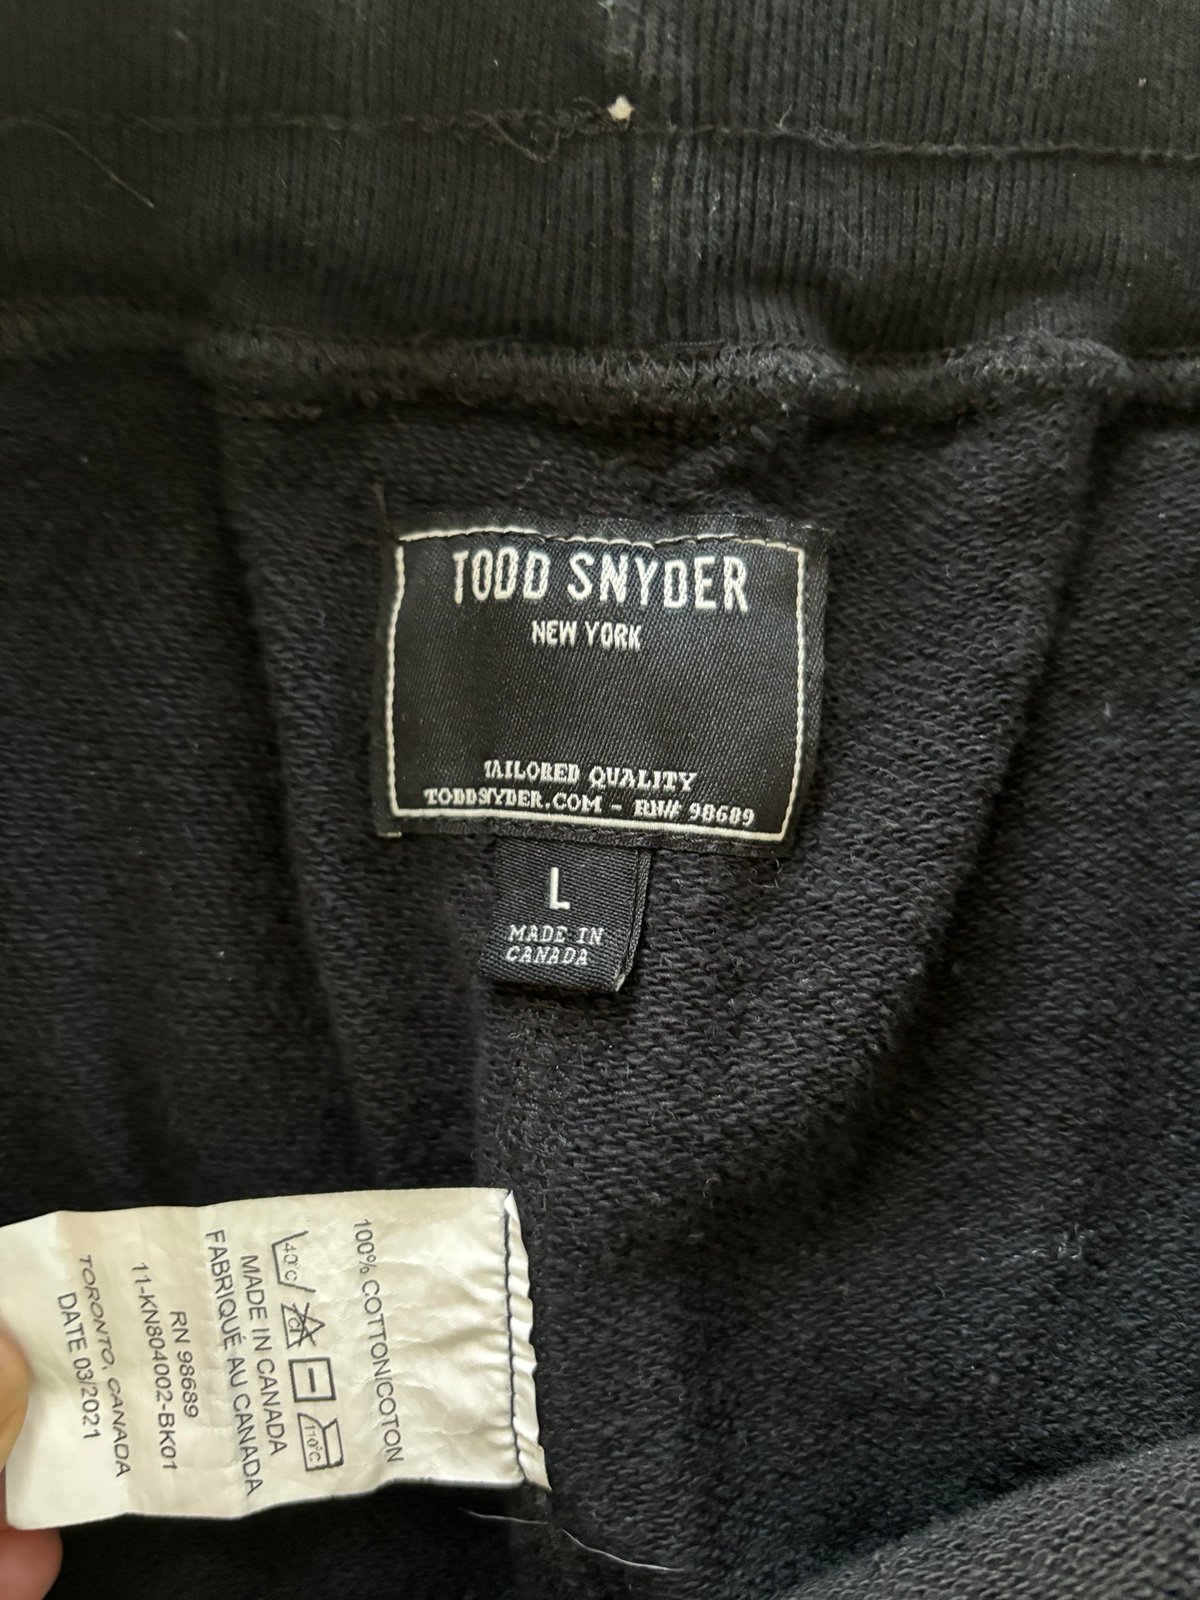 TODD SNYDER
NEW YORK
TAILORED QUALITY
TODDSNYDER.COM - RN# 98689
L
MADE IN
CANADA
100% COTTON/COTON
40°C Cl 110°C
MADE IN CANADA
FABRIQUÉ AU CANADA
RN 98689
11-KN804002-BK01
TORONTO, CANADA
DATE 03/2021